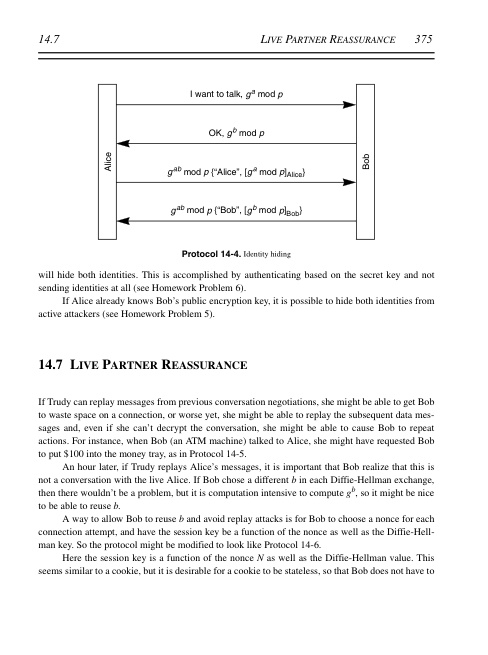 14.7 LIVE PARTNER REASSURANCE 375
I want to talk, gᵃ mod p
OK, gᵇ mod p
Alice
Bob
gᵃᵇ mod p {“Alice”, [gᵃ mod p]Alice}
gᵃᵇ mod p {“Bob”, [gᵇ mod p]Bob}
Protocol 14-4. Identity hiding
will hide both identities. This is accomplished by authenticating based on the secret key and not
sending identities at all (see Homework Problem 6).
If Alice already knows Bob’s public encryption key, it is possible to hide both identities from
active attackers (see Homework Problem 5).
14.7 LIVE PARTNER REASSURANCE
If Trudy can replay messages from previous conversation negotiations, she might be able to get Bob
to waste space on a connection, or worse yet, she might be able to replay the subsequent data mes-
sages and, even if she can’t decrypt the conversation, she might be able to cause Bob to repeat
actions. For instance, when Bob (an ATM machine) talked to Alice, she might have requested Bob
to put $100 into the money tray, as in Protocol 14-5.
An hour later, if Trudy replays Alice’s messages, it is important that Bob realize that this is
not a conversation with the live Alice. If Bob chose a different b in each Diffie-Hellman exchange,
then there wouldn’t be a problem, but it is computation intensive to compute gᵇ, so it might be nice
to be able to reuse b.
A way to allow Bob to reuse b and avoid replay attacks is for Bob to choose a nonce for each
connection attempt, and have the session key be a function of the nonce as well as the Diffie-Hell-
man key. So the protocol might be modified to look like Protocol 14-6.
Here the session key is a function of the nonce N as well as the Diffie-Hellman value. This
seems similar to a cookie, but it is desirable for a cookie to be stateless, so that Bob does not have to